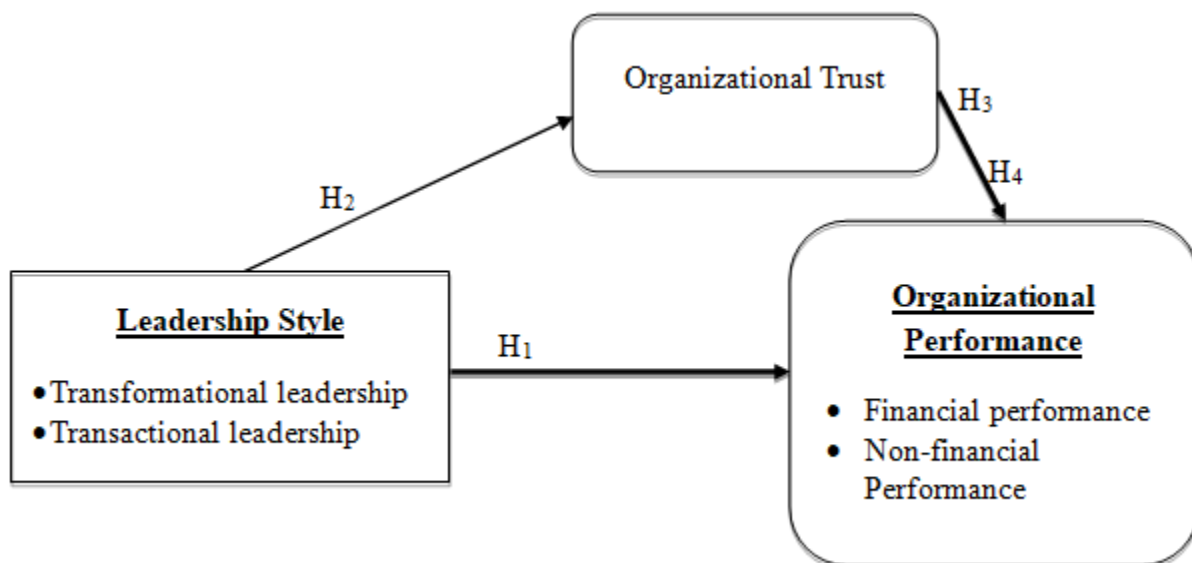 Organizational Trust
H₃
H₄
H₂
Leadership Style
•Transformational leadership
•Transactional leadership
H₁
Organizational
Performance
• Financial performance
• Non-financial
Performance